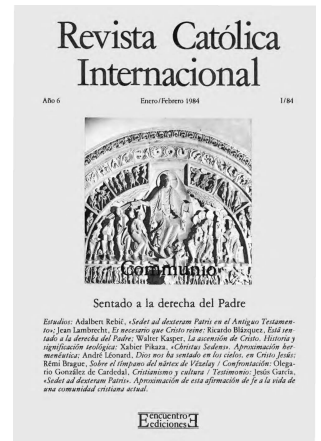 Revista Católica
Internacional
Año 6 Enero/Febrero 1984 1/84
Communio
Sentado a la derecha del Padre
Estudios: Adalbert Rebić, «Sedet ad dexteram Patris en el Antiguo Testamen-
to»; Jean Lambrecht, Es necesario que Cristo reine: Ricardo Blázquez, Está sen-
tado a la derecha del Padre; Walter Kasper, La ascensión de Cristo. Historia y
significación teológica: Xabier Pikaza, «Christus Sedens». Aproximación her-
menéutica: André Léonard, Dios nos ha sentado en los cielos, en Cristo Jesús:
Rémi Brague, Sobre el tímpano del nártex de Vézelay / Confrontación: Olega-
rio González de Cardedal, Cristianismo y cultura / Testimonio: Jesús García,
«Sedet ad dexteram Patris». Aproximación de esta afirmación de fe a la vida de
una comunidad cristiana actual.
encuentro
ediciones